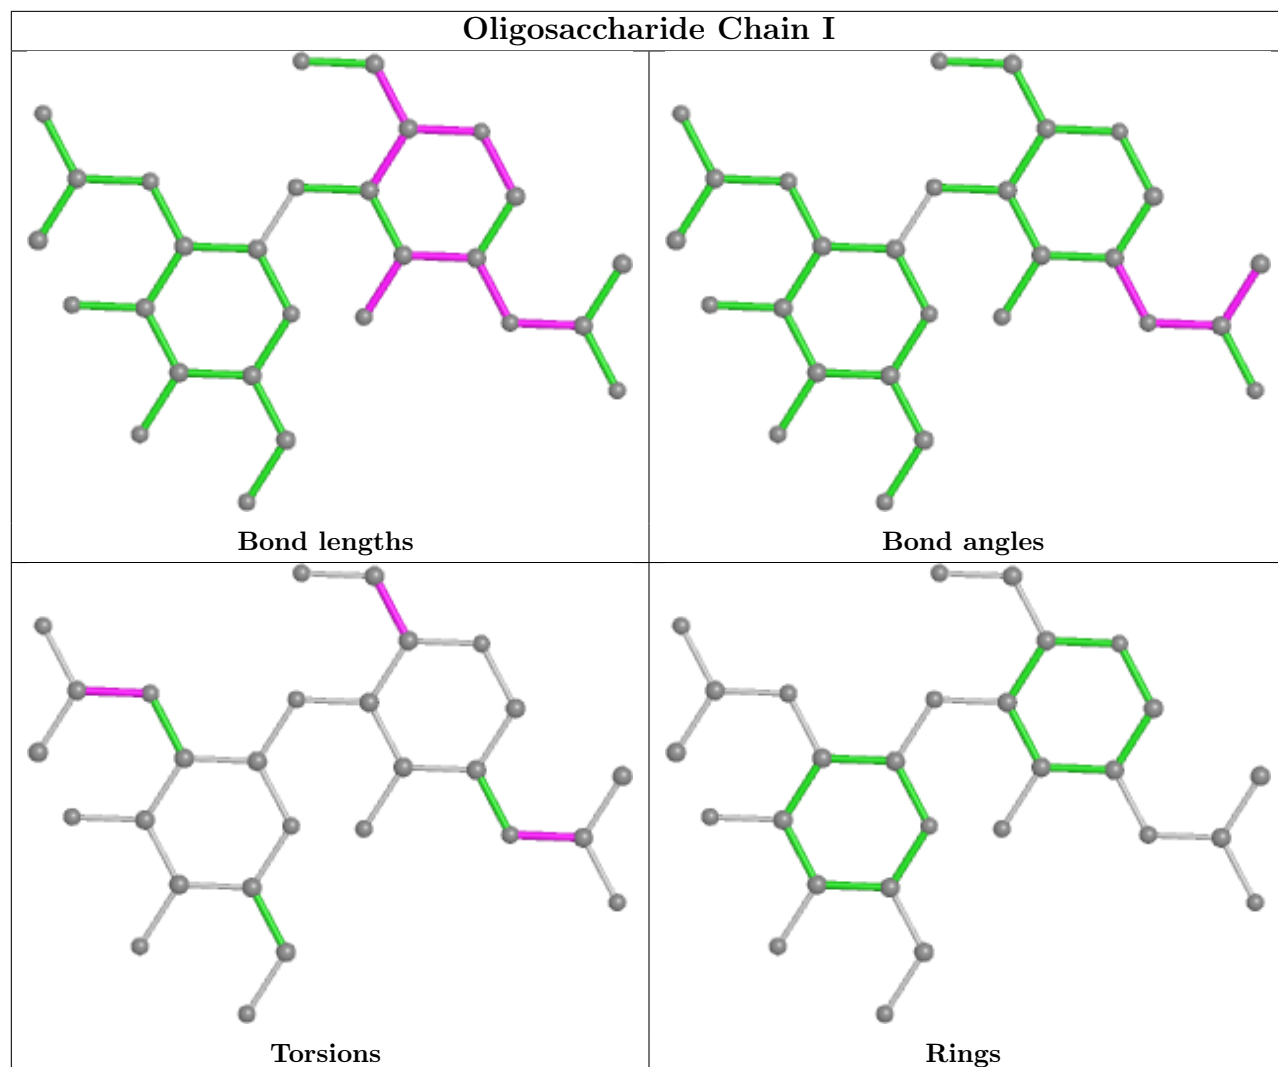 Oligosaccharide Chain I
Bond lengths
Bond angles
Torsions
Rings